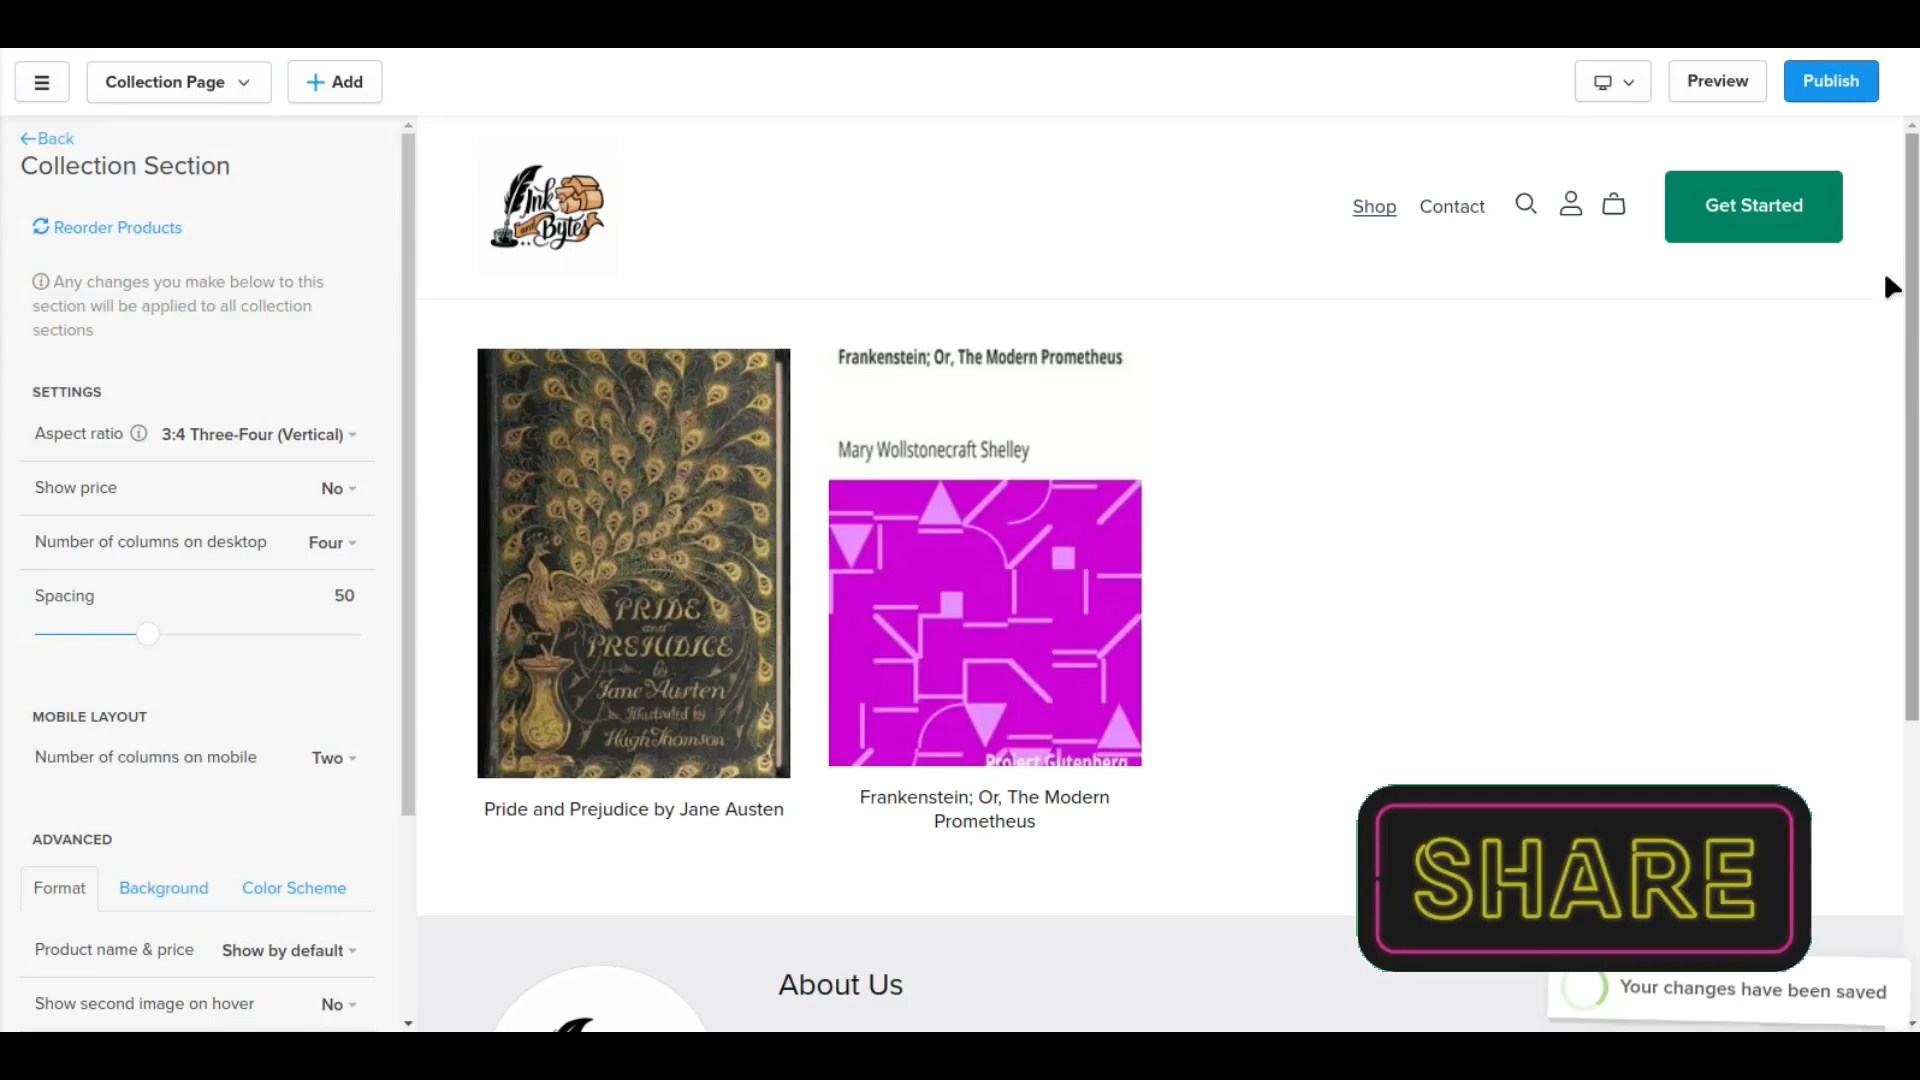 Collection Page
Add
Preview
Publish
Back
Collection Section
Reorder Products
Any changes you make below to this
section will be applied to all collection
sections
SETTINGS
Aspect ratio 3:4 Three-Four (Vertical)
Show price No
Number of columns on desktop Four
Spacing 50
MOBILE LAYOUT
Number of columns on mobile Two
ADVANCED
Format Background Color Scheme
Product name & price Show by default
Show second image on hover No
Ink
and
Bytes
Shop Contact
Get Started
PRIDE
and
PREJUDICE
by
Jane Austen
Illustrated by
Hugh Thomson
Pride and Prejudice by Jane Austen
Frankenstein; Or, The Modern Prometheus
Mary Wollstonecraft Shelley
Project Gutenberg
Frankenstein; Or, The Modern
Prometheus
SHARE
About Us
Your changes have been saved